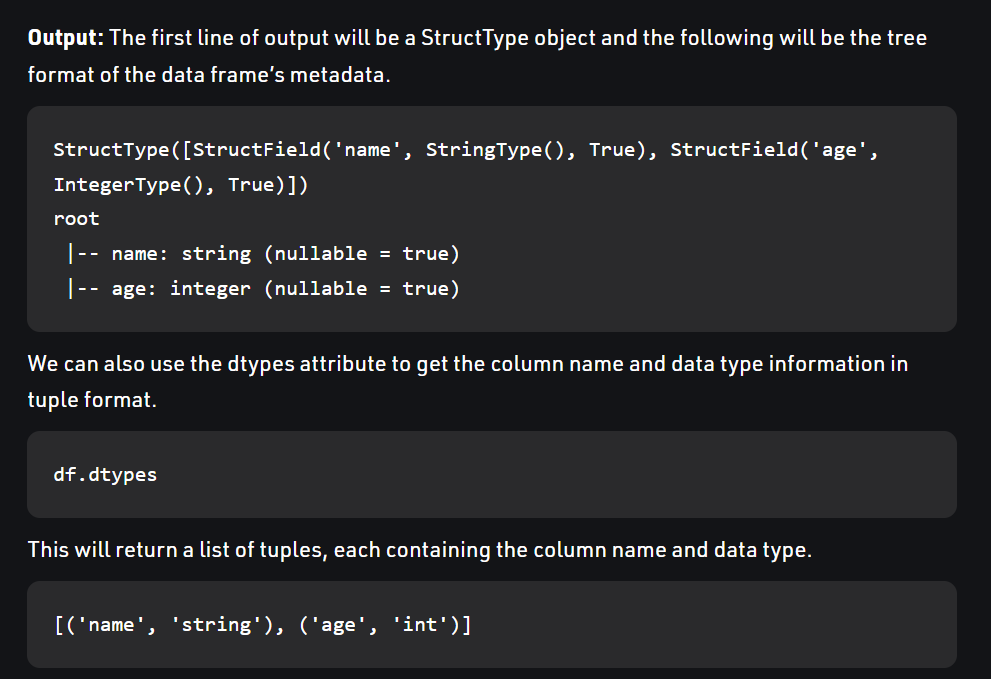 Output: The first line of output will be a StructType object and the following will be the tree
format of the data frame’s metadata.
StructType([StructField('name', StringType(), True), StructField('age',
IntegerType(), True)])
root
 |-- name: string (nullable = true)
 |-- age: integer (nullable = true)
We can also use the dtypes attribute to get the column name and data type information in
tuple format.
df.dtypes
This will return a list of tuples, each containing the column name and data type.
[('name', 'string'), ('age', 'int')]